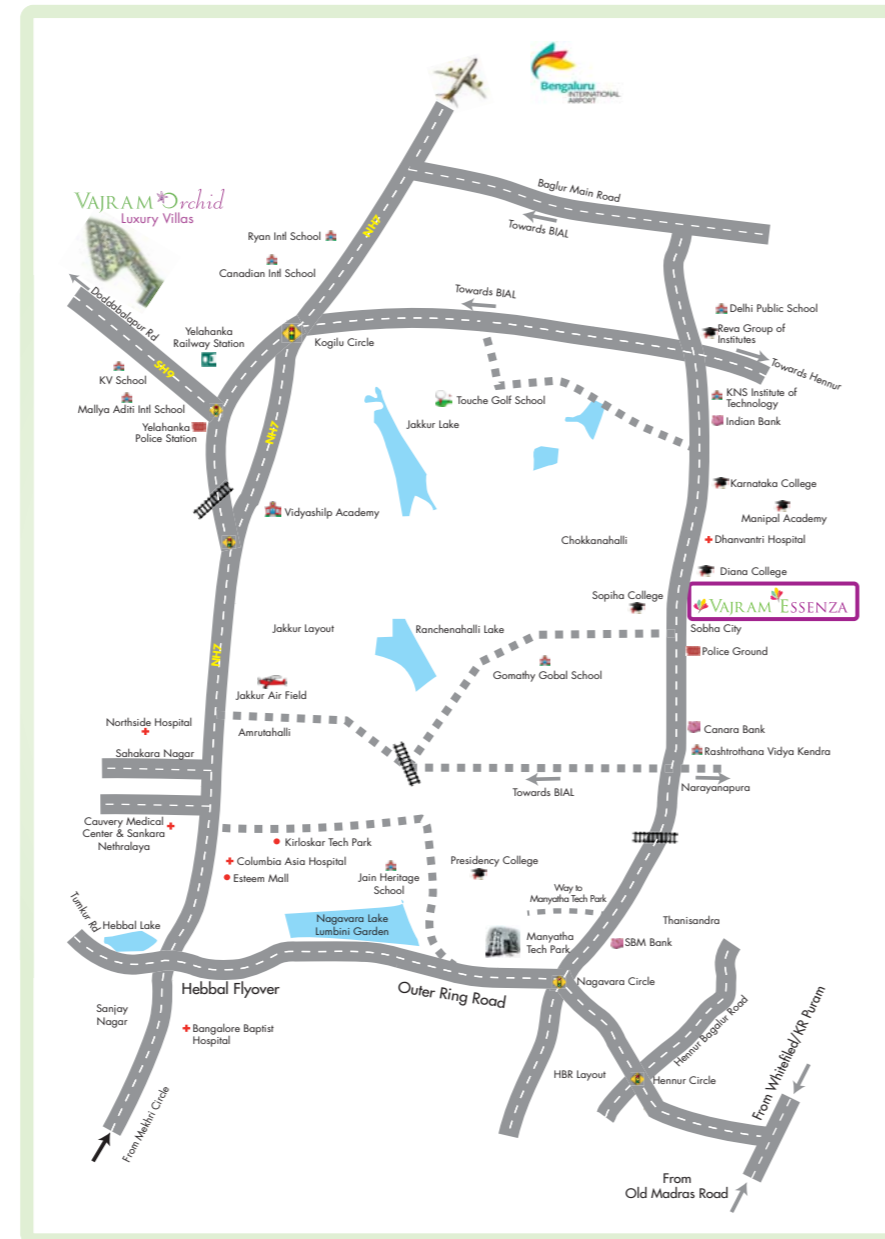 Bengaluru
INTERNATIONAL
AIRPORT
Baglur Main Road
VAJRAM Orchid
Luxury Villas
Towards BIAL
Ryan Intl School
NH7
Canadian Intl School
Towards BIAL
Doddabalapur Rd
Delhi Public School
Yelahanka
Railway Station
Kogilu Circle
Reva Group of
Institutes
Towards Hennur
SH9
KV School
Mallya Aditi Intl School
Touche Golf School
KNS Institute of
Technology
Jakkur Lake
Indian Bank
Yelahanka
Police Station
NH7
Karnataka College
Vidyashilp Academy
Manipal Academy
Chokkanahalli
Dhanvantri Hospital
Diana College
Sopiha College
VAJRAM ESSENZA
Jakkur Layout
Ranchenahalli Lake
Sobha City
NH7
Police Ground
Gomathy Gobal School
Jakkur Air Field
Northside Hospital
Amrutahalli
Canara Bank
Sahakara Nagar
Rashtrothana Vidya Kendra
Towards BIAL
Narayanapura
Cauvery Medical
Center & Sankara
Nethralaya
Kirloskar Tech Park
Columbia Asia Hospital
Esteem Mall
Jain Heritage
School
Presidency College
Way to
Manyatha Tech Park
Tumkur Rd
Hebbal Lake
Nagavara Lake
Lumbini Garden
Thanisandra
Manyatha
Tech Park
SBM Bank
Hebbal Flyover
Outer Ring Road
Nagavara Circle
Sanjay
Nagar
Bangalore Baptist
Hospital
Hennur Bagalur Road
HBR Layout
Hennur Circle
From Whitefiled/KR Puram
From Mekhri Circle
From
Old Madras Road